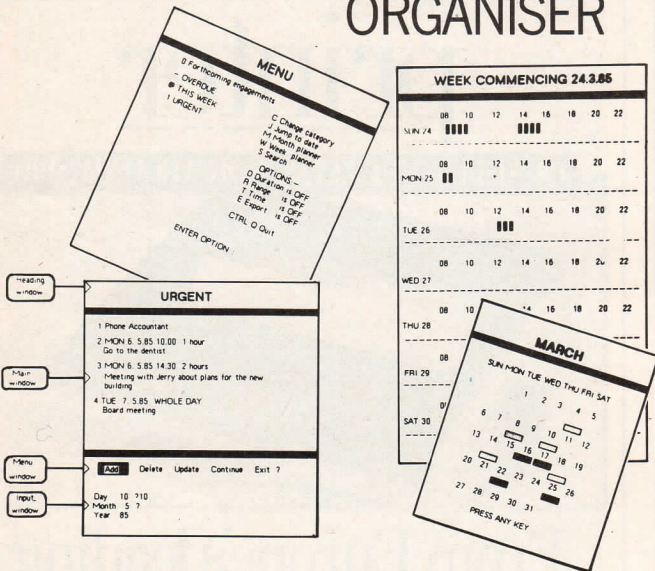 ORGANISER
MENU
0 Forthcoming engagements
- OVERDUE
THIS WEEK
1 URGENT
C Change category
J Jump to date
M Month planner
W Week planner
S Search
OPTIONS -
D Duration is OFF
R Range is OFF
T Time is OFF
E Export is OFF
CTRL Q Quit
ENTER OPTION :
WEEK COMMENCING 24.3.85
08 10 12 14 16 18 20 22
SUN 24
08 10 12 14 16 18 20 22
MON 25
08 10 12 14 16 18 20 22
TUE 26
08 10 12 14 16 18 20 22
WED 27
08 10 14 16 18 20 22
THU 28
08
FRI 29
SAT 30
Heading
window
URGENT
1 Phone Accountant
2 MON 6. 5.85 10.00 1 hour
Go to the dentist
3 MON 6. 5.85 14:30 2 hours
Meeting with Jerry about plans for the new
building
4 TUE 7. 5.85 WHOLE DAY
Board meeting
Main
window
Menu
window
Add Delete Update Continue Exit ?
Input
window
Day 10 ?10
Month 5 ?
Year 85
MARCH
SUN MON TUE WED THU FRI SAT
1 2 3 4 5
6 7 8 9 10 11 12
13 14 15 16 17 18 19
20 21 22 23 24 25 26
27 28 29 30 31
PRESS ANY KEY